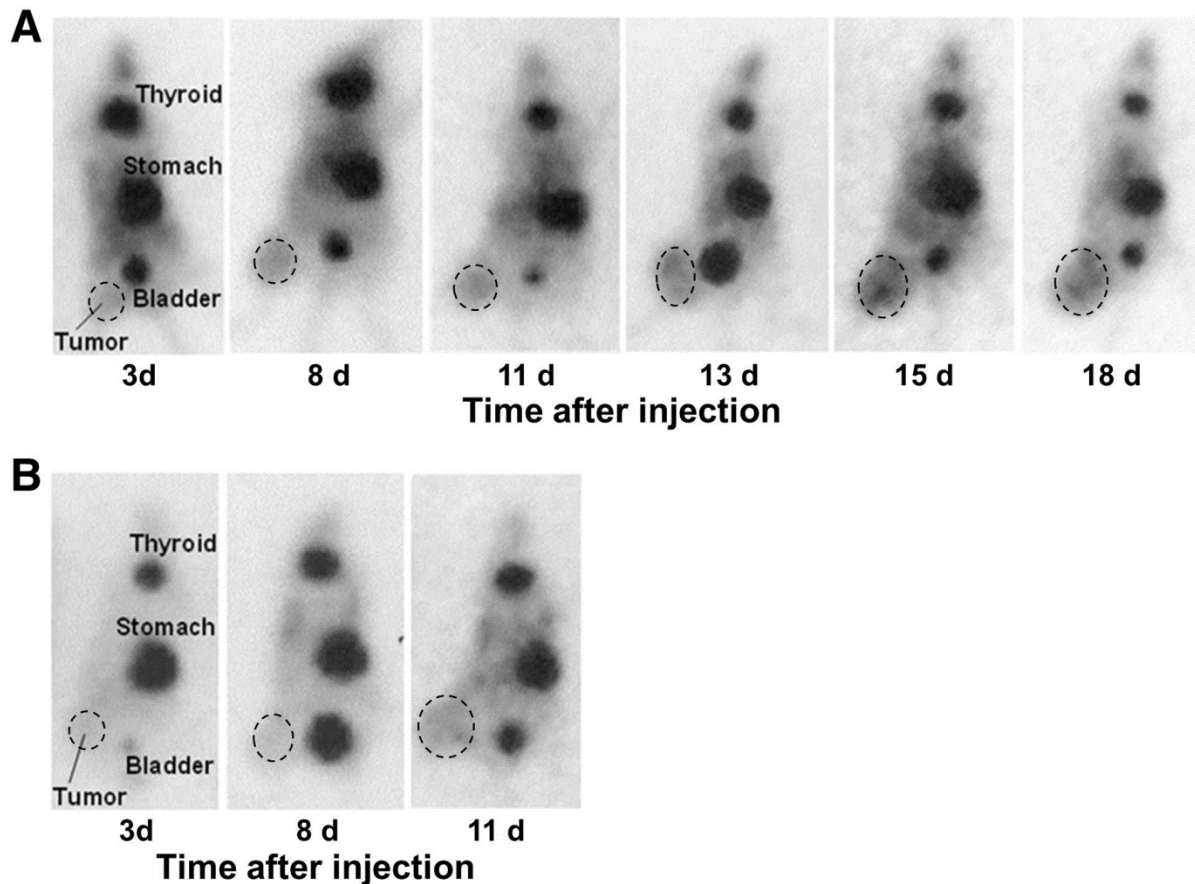 A
Thyroid
Stomach
Bladder
Tumor
3d 8 d 11 d 13 d 15 d 18 d
Time after injection
B
Thyroid
Stomach
Bladder
Tumor
3d 8 d 11 d
Time after injection